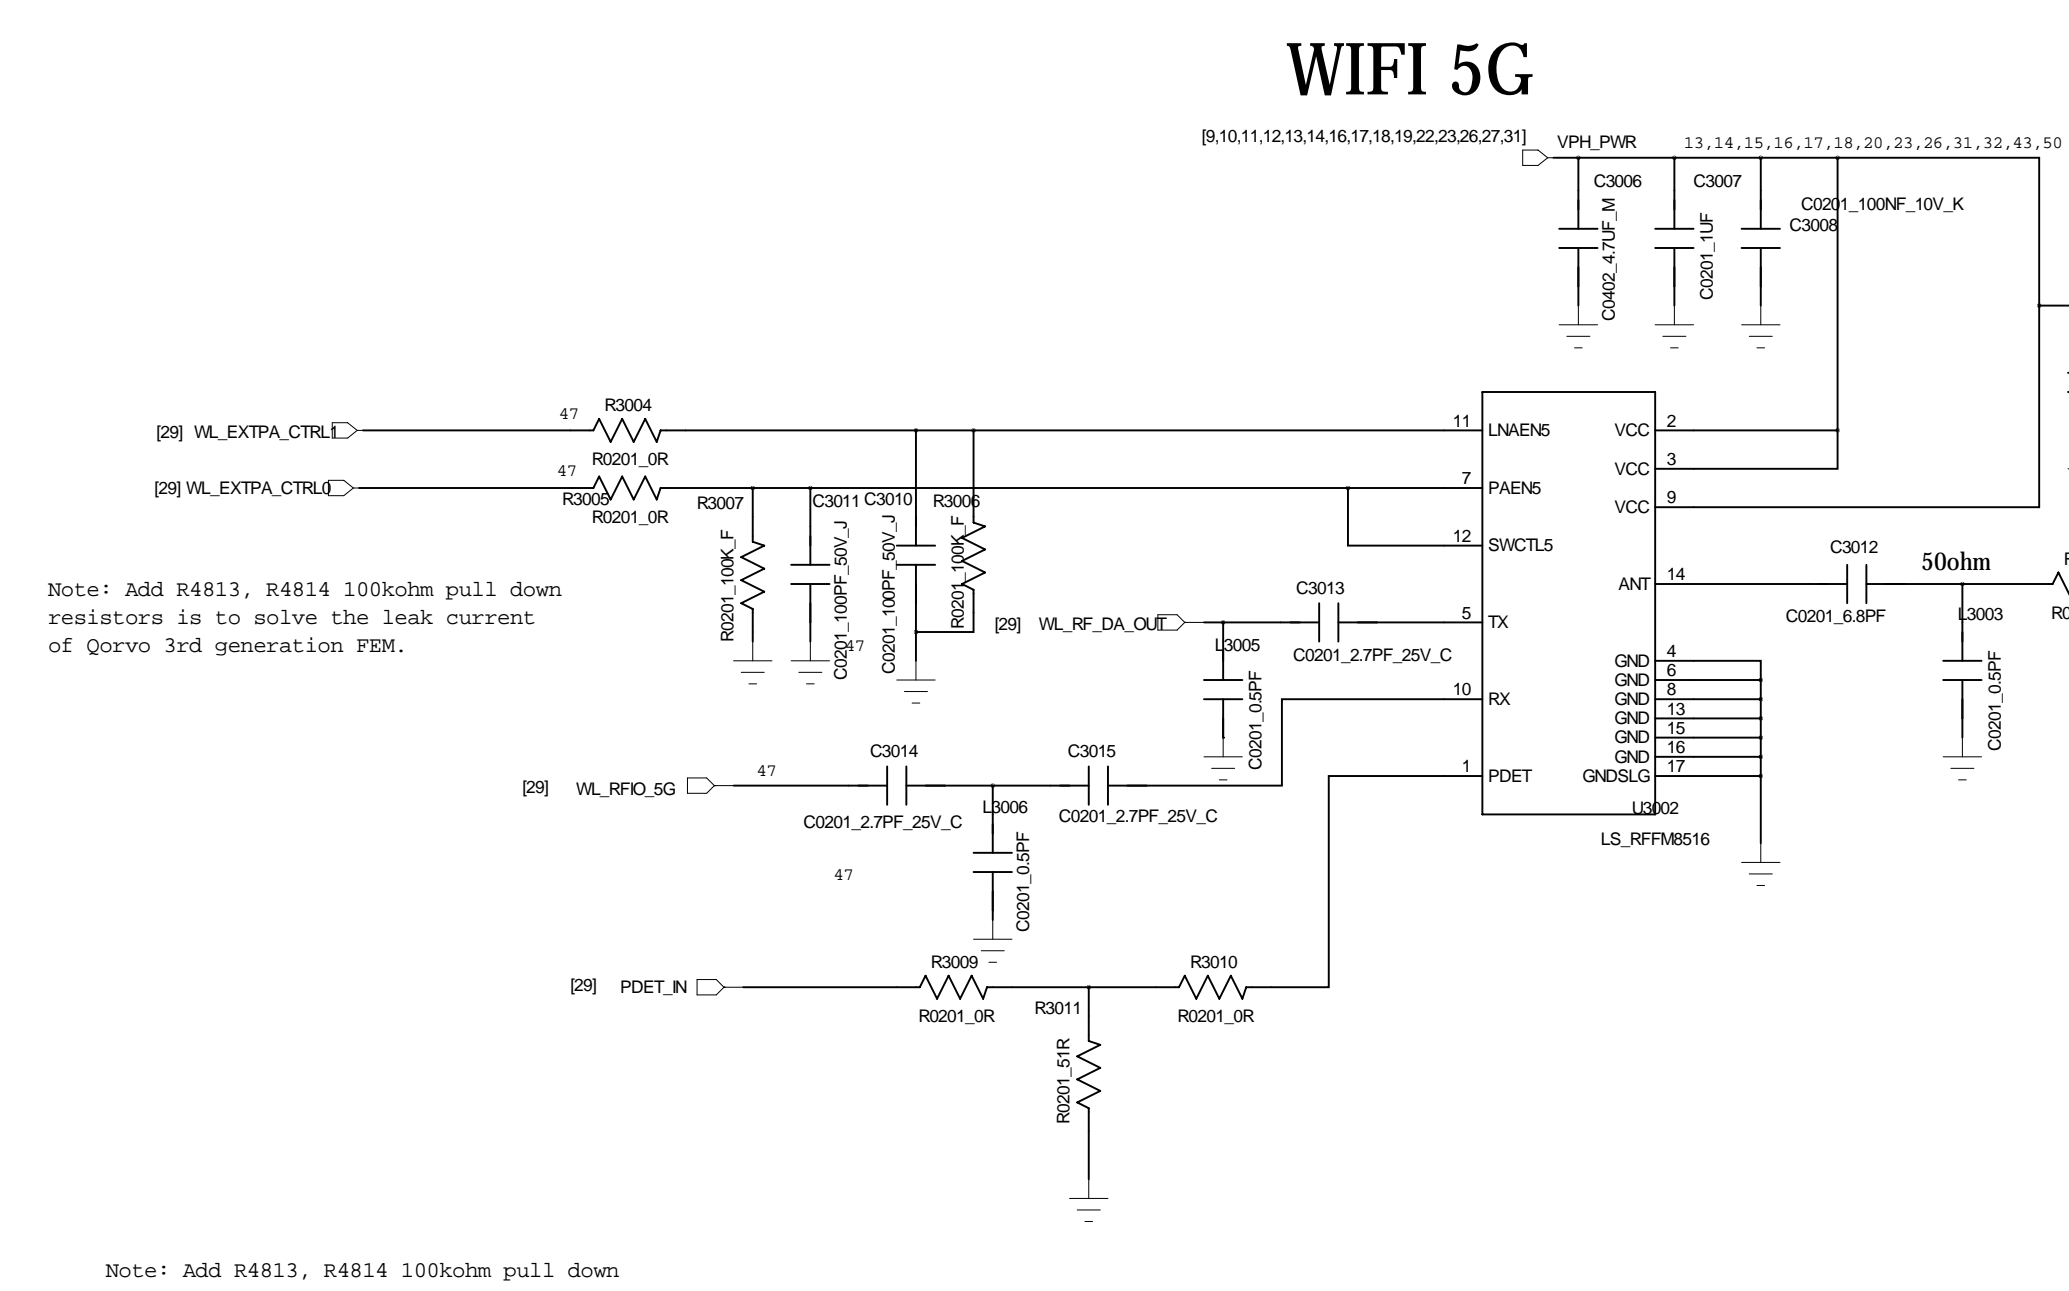 WIFI 5G
[9,10,11,12,13,14,16,17,18,19,22,23,26,27,31]
VPH_PWR
13,14,15,16,17,18,20,23,26,31,32,43,50
C3006
C0402_4.7UF_M
C3007
C0201_1UF
C0201_100NF_10V_K
C3008
[29] WL_EXTPA_CTRL1
47
R3004
R0201_0R
[29] WL_EXTPA_CTRL0
47
R3005
R0201_0R
R3007
R0201_100K_F
C3011
C0201_100PF_50V_J
47
C3010
C0201_100PF_50V_J
R3006
R0201_100K_F
Note: Add R4813, R4814 100kohm pull down
resistors is to solve the leak current
of Qorvo 3rd generation FEM.
[29] WL_RF_DA_OUT
L3005
C0201_0.5PF
C3013
C0201_2.7PF_25V_C
11 LNAEN5
7 PAEN5
12 SWCTL5
5 TX
10 RX
1 PDET
VCC 2
VCC 3
VCC 9
ANT 14
GND 4
GND 6
GND 8
GND 13
GND 15
GND 16
GNDSLG 17
U3002
LS_RFFM8516
C3012
C0201_6.8PF
50ohm
L3003
C0201_0.5PF
[29] WL_RFIO_5G
47
C3014
C0201_2.7PF_25V_C
47
L3006
C0201_0.5PF
C3015
C0201_2.7PF_25V_C
[29] PDET_IN
R3009
R0201_0R
R3011
R0201_51R
R3010
R0201_0R
Note: Add R4813, R4814 100kohm pull down